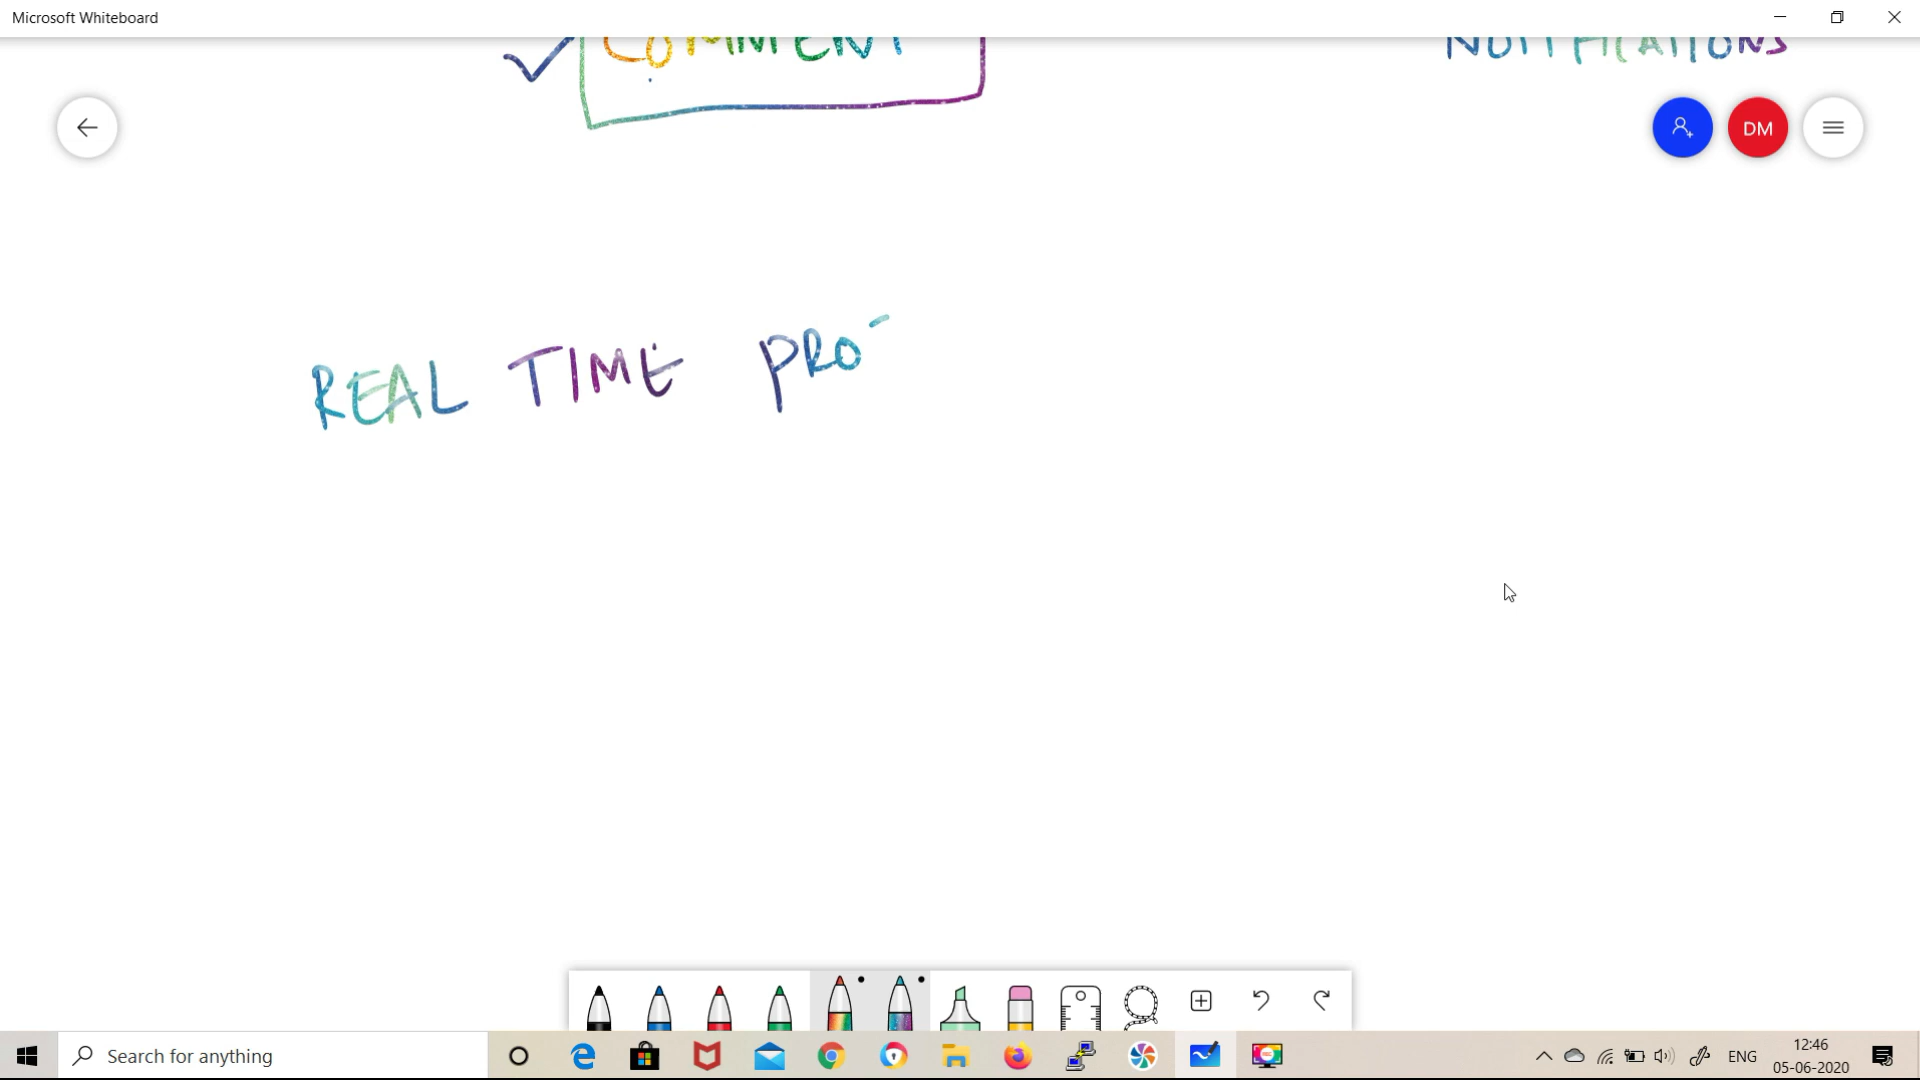 Microsoft Whiteboard
COMMENT
NOTIFICATIONS
DM
REAL TIME PRO
Search for anything
ENG
12:46
05-06-2020